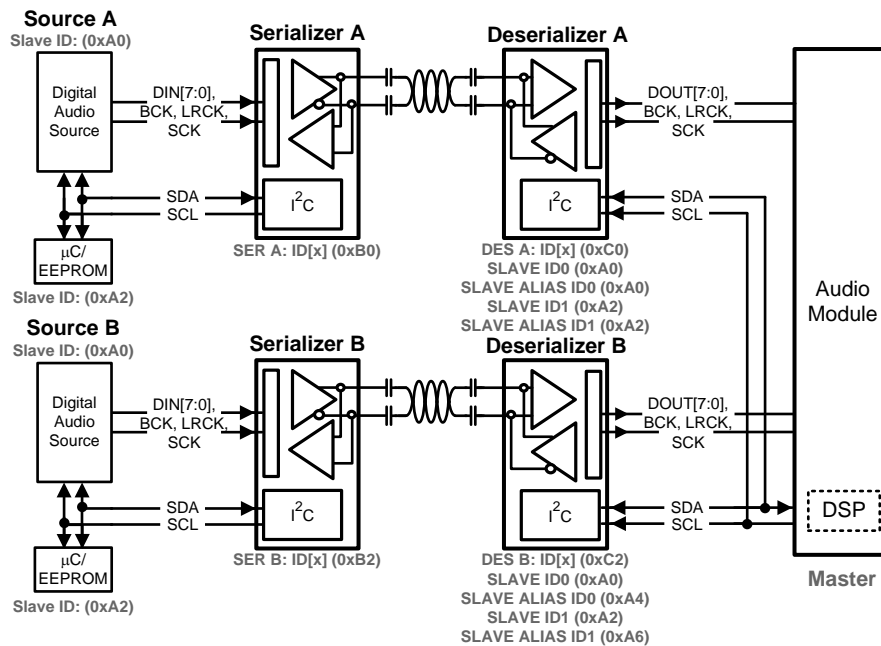 Source A
Slave ID: (0xA0)
Digital
Audio
Source
DIN[7:0],
BCK, LRCK,
SCK
SDA
SCL
μC/
EEPROM
Slave ID: (0xA2)
Serializer A
I²C
SER A: ID[x] (0xB0)
Deserializer A
I²C
DES A: ID[x] (0xC0)
SLAVE ID0 (0xA0)
SLAVE ALIAS ID0 (0xA0)
SLAVE ID1 (0xA2)
SLAVE ALIAS ID1 (0xA2)
DOUT[7:0],
BCK, LRCK,
SCK
SDA
SCL
Audio
Module
Source B
Slave ID: (0xA0)
Digital
Audio
Source
DIN[7:0],
BCK, LRCK,
SCK
SDA
SCL
μC/
EEPROM
Slave ID: (0xA2)
Serializer B
I²C
SER B: ID[x] (0xB2)
Deserializer B
I²C
DES B: ID[x] (0xC2)
SLAVE ID0 (0xA0)
SLAVE ALIAS ID0 (0xA4)
SLAVE ID1 (0xA2)
SLAVE ALIAS ID1 (0xA6)
DOUT[7:0],
BCK, LRCK,
SCK
SDA
SCL
DSP
Master